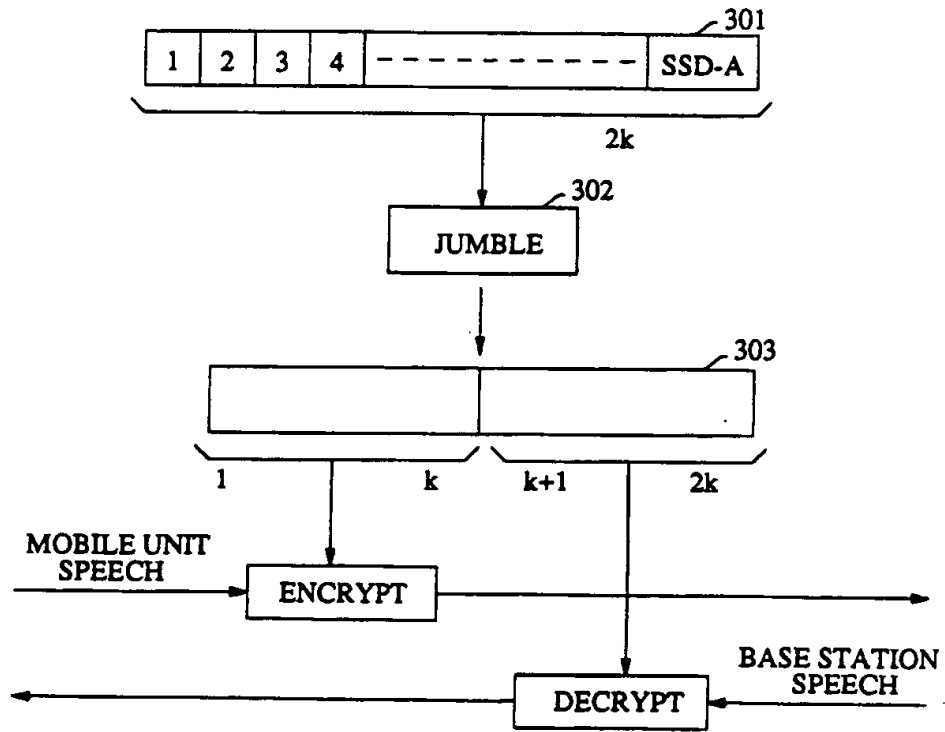 301
1 2 3 4 SSD-A
2k
302
JUMBLE
303
1 k k+1 2k
MOBILE UNIT
SPEECH
ENCRYPT
BASE STATION
SPEECH
DECRYPT